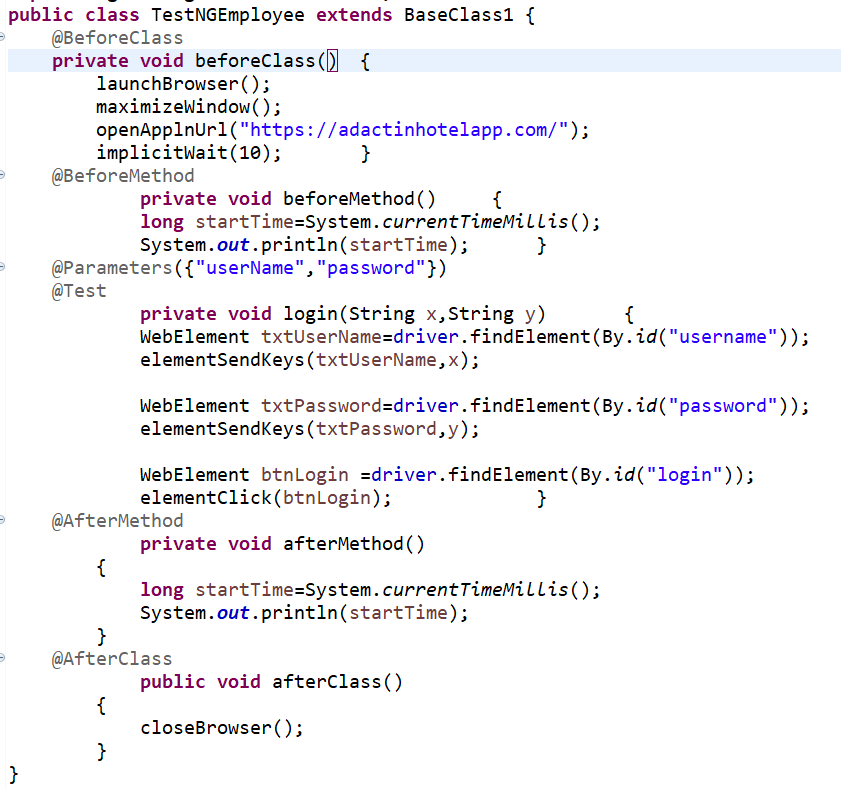 public class TestNGEmployee extends BaseClass1 {
@BeforeClass
private void beforeClass() {
launchBrowser();
maximizeWindow();
openApplnUrl("https://adactinhotelapp.com/");
implicitWait(10); }
@BeforeMethod
private void beforeMethod() {
long startTime=System.currentTimeMillis();
System.out.println(startTime); }
@Parameters({"userName","password"})
@Test
private void login(String x,String y) {
WebElement txtUserName=driver.findElement(By.id("username"));
elementSendKeys(txtUserName,x);
WebElement txtPassword=driver.findElement(By.id("password"));
elementSendKeys(txtPassword,y);
WebElement btnLogin =driver.findElement(By.id("login"));
elementClick(btnLogin); }
@AfterMethod
private void afterMethod()
{
long startTime=System.currentTimeMillis();
System.out.println(startTime);
}
@AfterClass
public void afterClass()
{
closeBrowser();
}
}